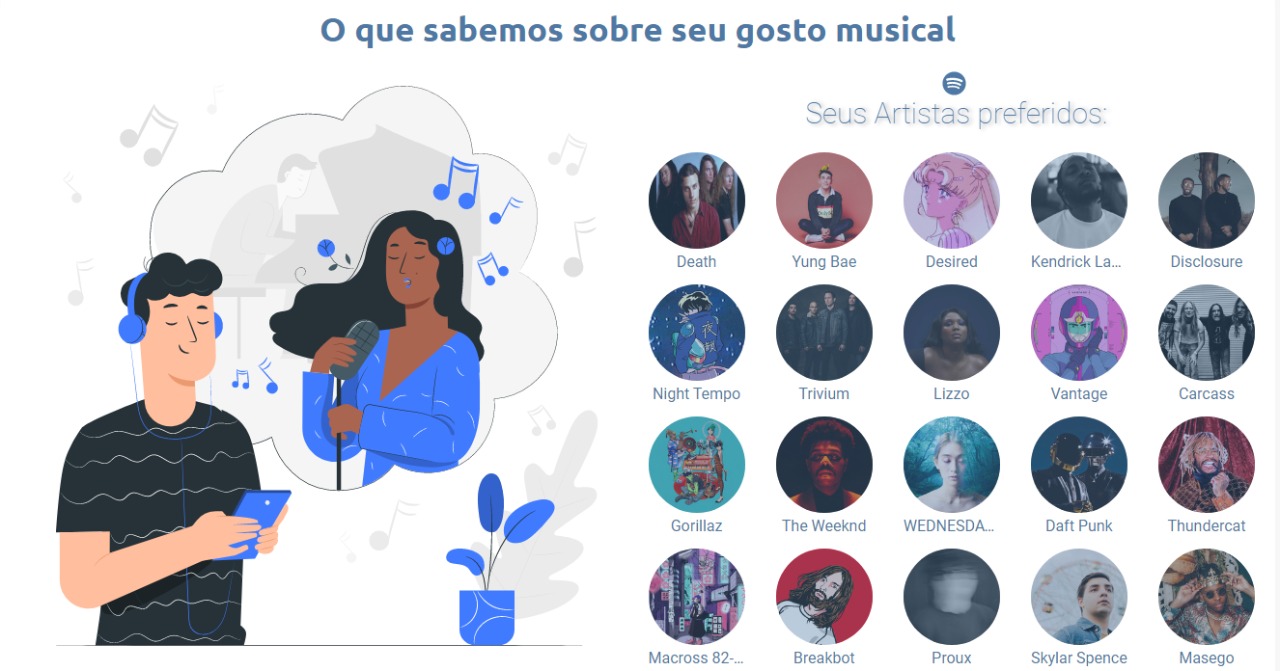 O que sabemos sobre seu gosto musical
Seus Artistas preferidos:
Death
Yung Bae
Desired
Kendrick La...
Disclosure
Night Tempo
Trivium
Lizzo
Vantage
Carcass
Gorillaz
The Weeknd
WEDNESDA...
Daft Punk
Thundercat
Macross 82-...
Breakbot
Proux
Skylar Spence
Masego